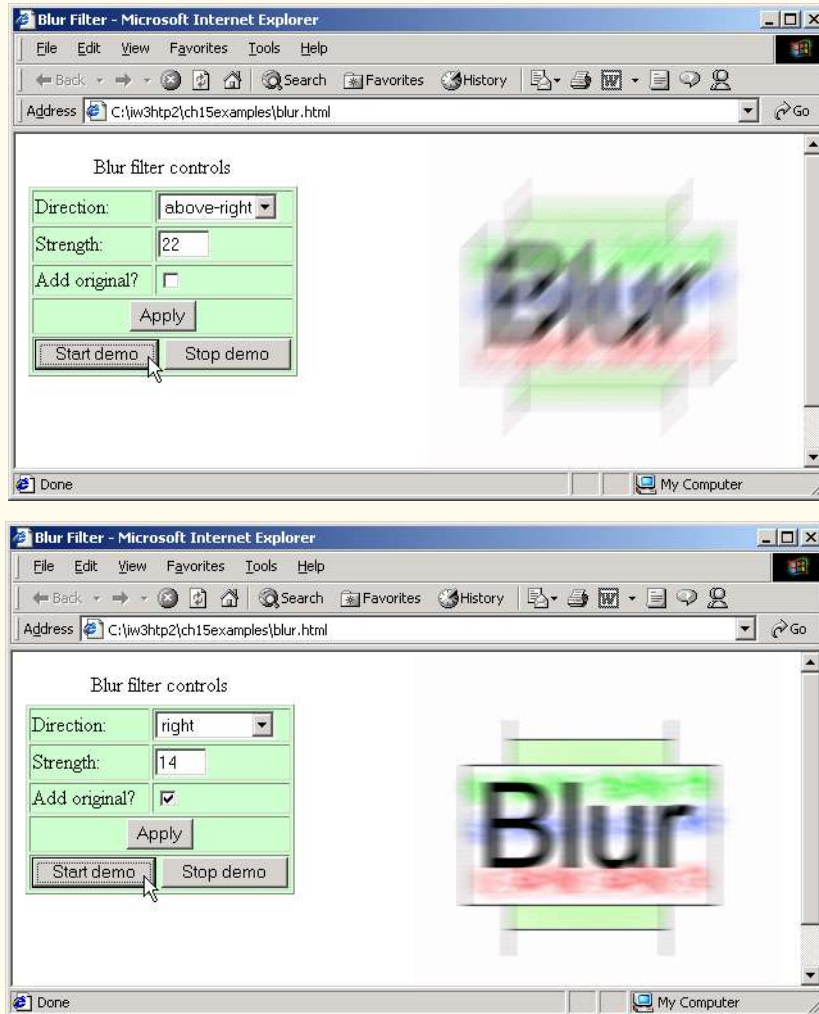 Blur Filter - Microsoft Internet Explorer
File Edit View Favorites Tools Help
Back Search Favorites History
Address C:\iw3htp2\ch15examples\blur.html Go
Blur filter controls
Direction: above-right
Strength: 22
Add original?
Apply
Start demo Stop demo
Blur
Done My Computer
Blur Filter - Microsoft Internet Explorer
File Edit View Favorites Tools Help
Back Search Favorites History
Address C:\iw3htp2\ch15examples\blur.html Go
Blur filter controls
Direction: right
Strength: 14
Add original?
Apply
Start demo Stop demo
Blur
Done My Computer